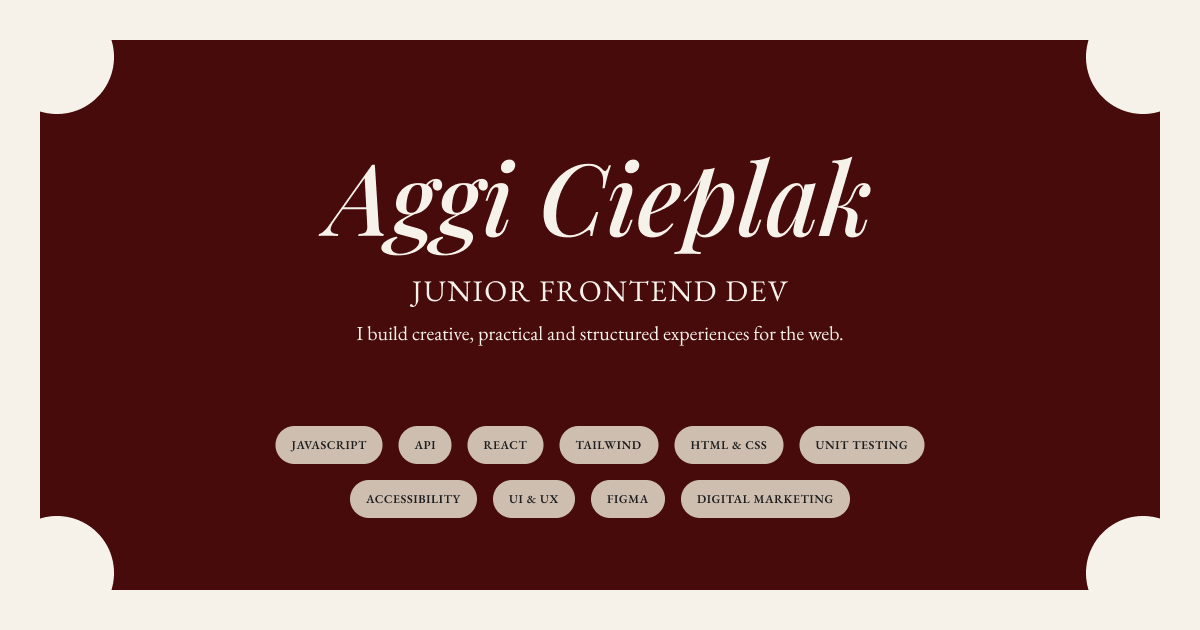 Aggi Cieplak
JUNIOR FRONTEND DEV
I build creative, practical and structured experiences for the web.
JAVASCRIPT API REACT TAILWIND HTML & CSS UNIT TESTING
ACCESSIBILITY UI & UX FIGMA DIGITAL MARKETING